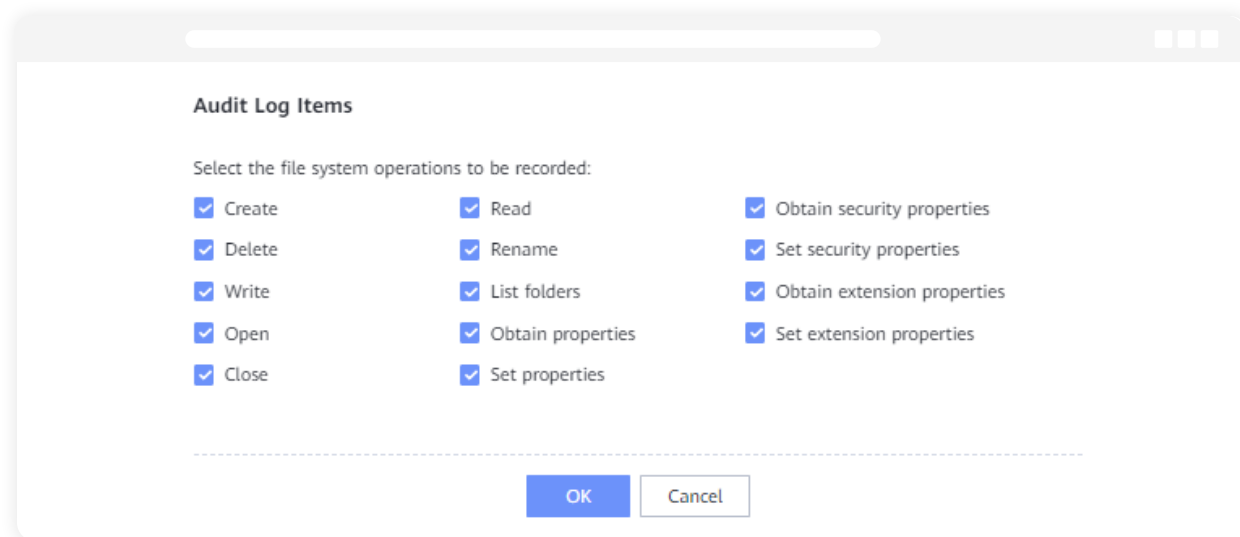 Audit Log Items
Select the file system operations to be recorded:
Create
Read
Obtain security properties
Delete
Rename
Set security properties
Write
List folders
Obtain extension properties
Open
Obtain properties
Set extension properties
Close
Set properties
OK
Cancel